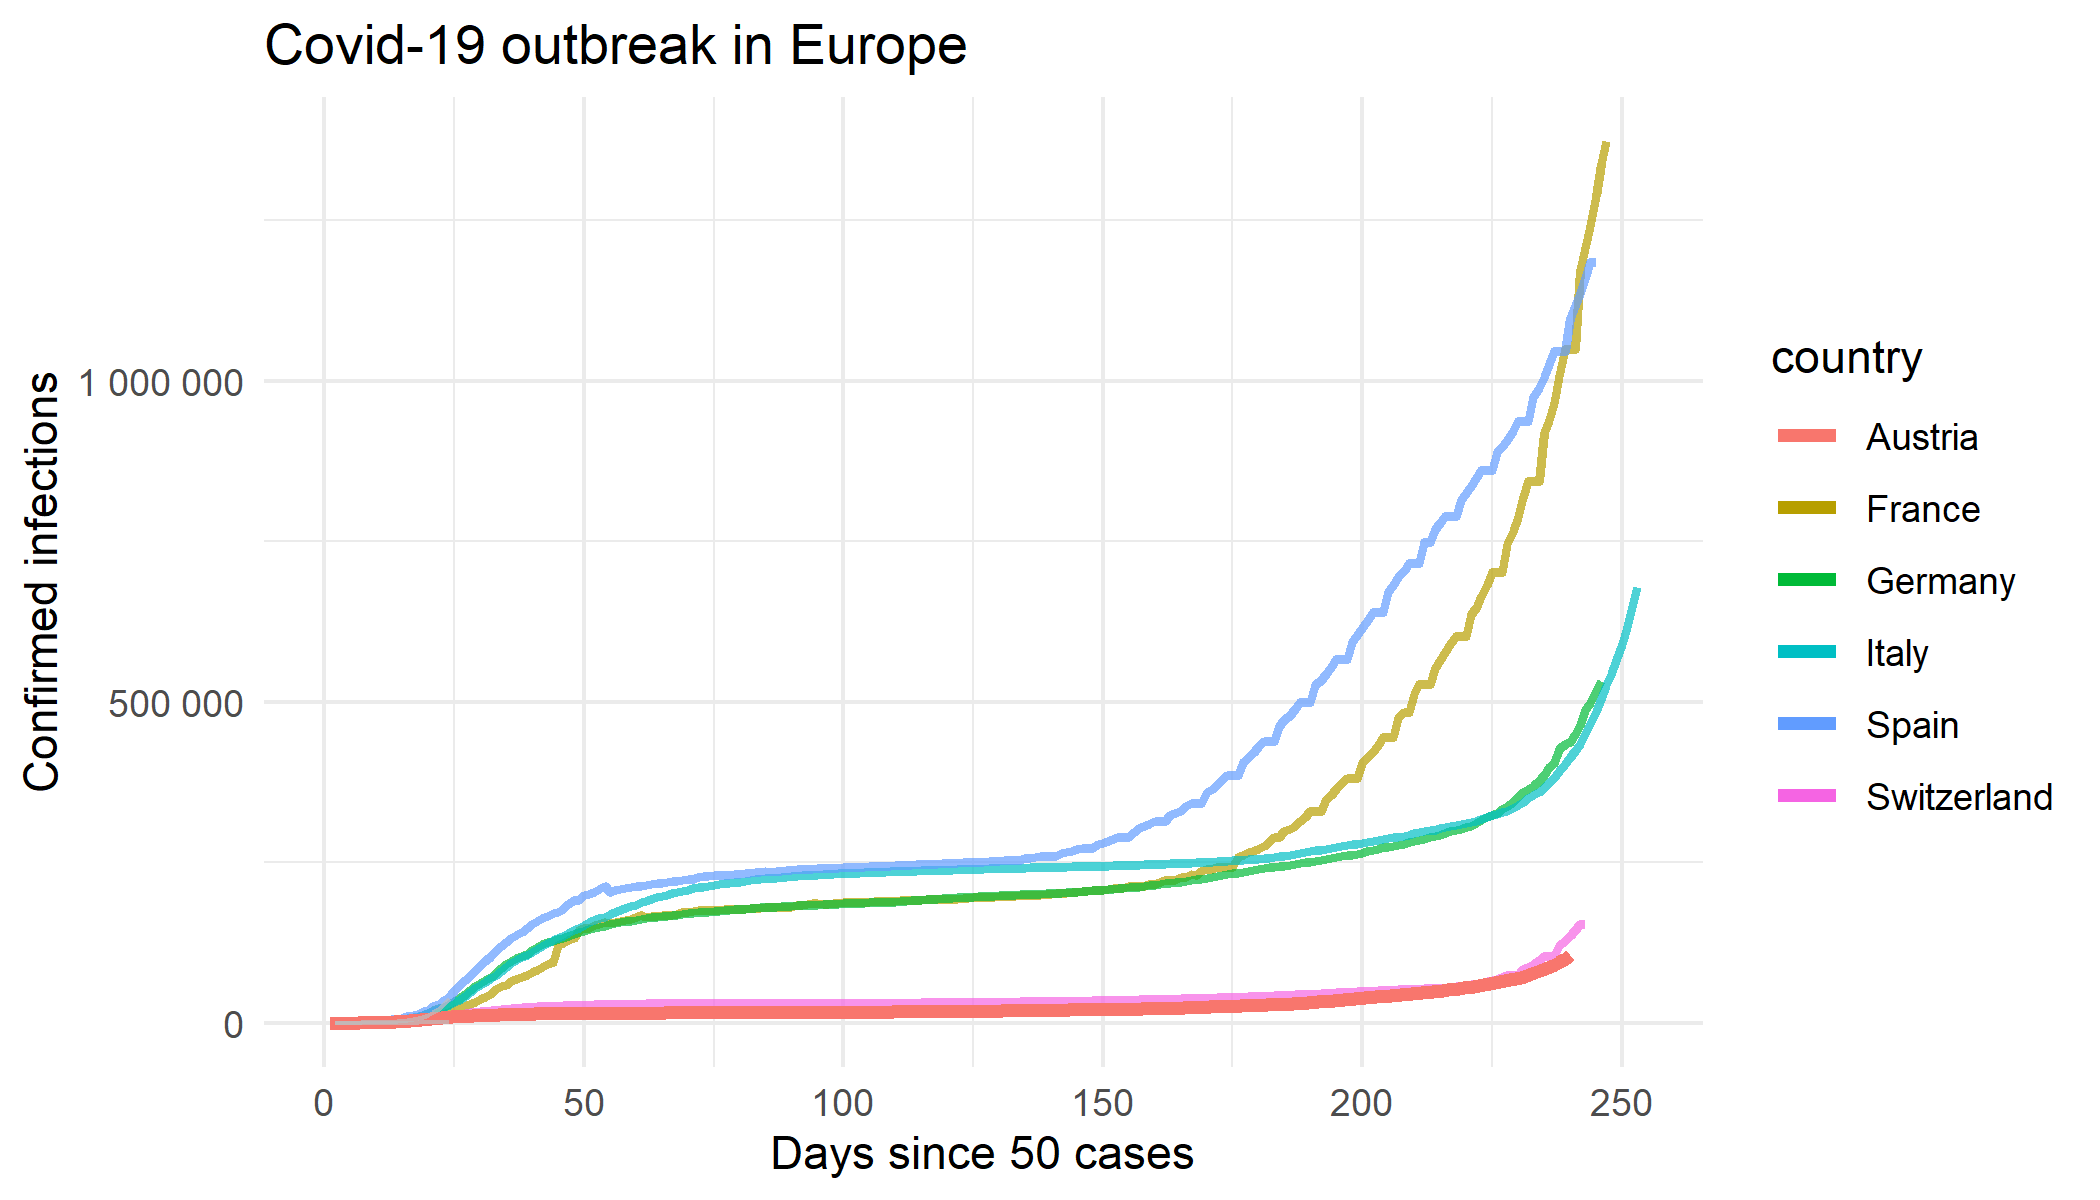 Covid-19 outbreak in Europe
Confirmed infections
1 000 000
500 000
0
0 50 100 150 200 250
Days since 50 cases
country
Austria
France
Germany
Italy
Spain
Switzerland